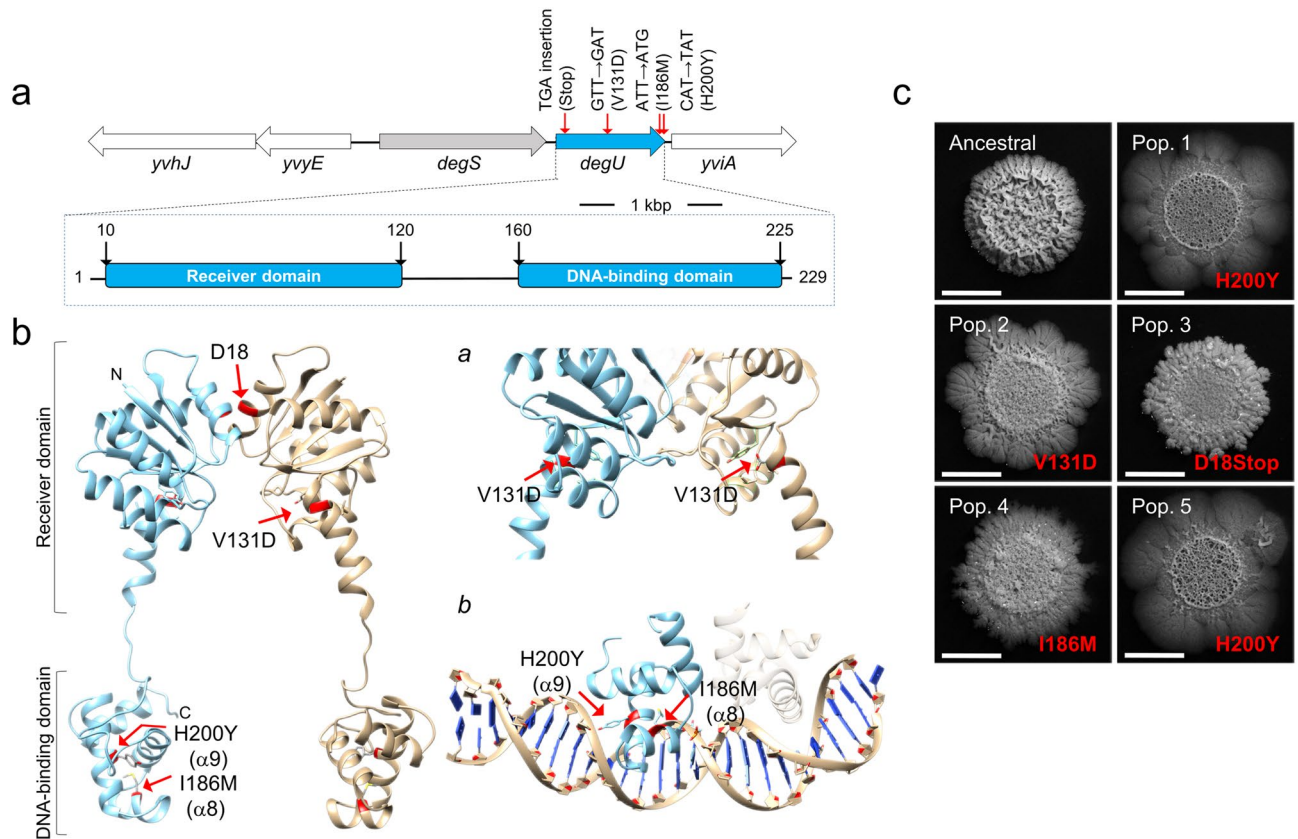 a
TGA insertion
(Stop)
GTT→GAT
(V131D)
ATT→ATG
(I186M)
CAT→TAT
(H200Y)
yvhJ
yvyE
degS
degU
yviA
1 kbp
10
120
160
225
1
Receiver domain
DNA-binding domain
229
b
Receiver domain
DNA-binding domain
N
D18
V131D
C
H200Y
(α9)
I186M
(α8)
a
V131D
V131D
b
H200Y
(α9)
I186M
(α8)
c
Ancestral
Pop. 1
H200Y
Pop. 2
V131D
Pop. 3
D18Stop
Pop. 4
I186M
Pop. 5
H200Y